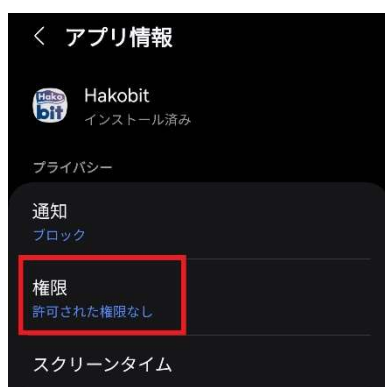 < アプリ情報
Hako
bit
Hakobit
インストール済み
プライバシー
通知
ブロック
権限
許可された権限なし
スクリーンタイム